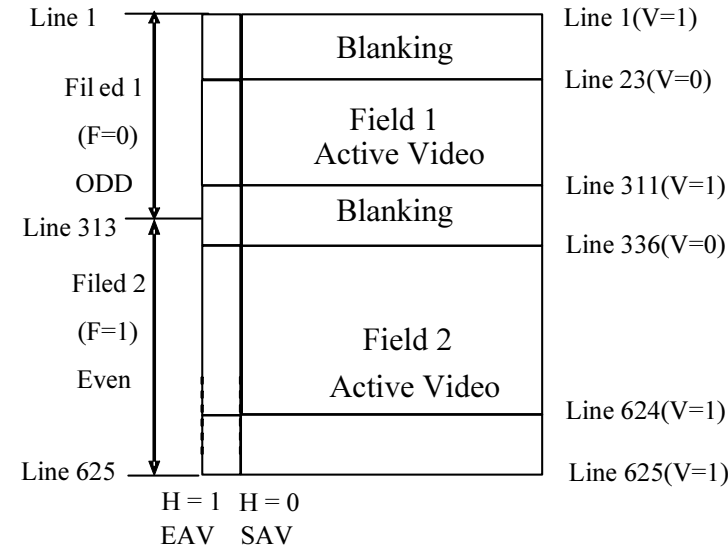 Line 1
Line 1(V=1)
Blanking
Line 23(V=0)
Filed 1
(F=0)
ODD
Field 1
Active Video
Line 311(V=1)
Blanking
Line 313
Line 336(V=0)
Filed 2
(F=1)
Even
Field 2
Active Video
Line 624(V=1)
Line 625
Line 625(V=1)
H = 1 H = 0
EAV SAV